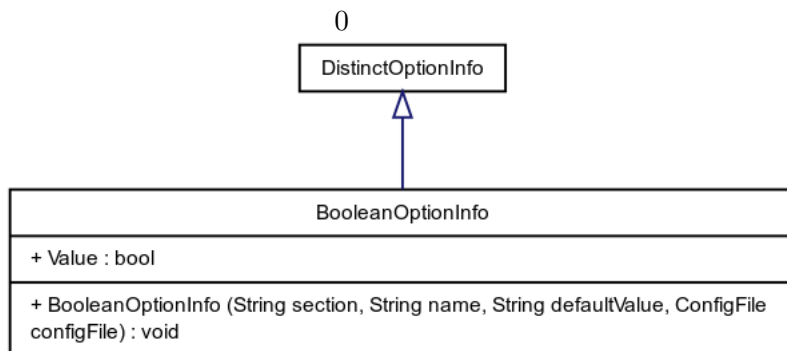 0
DistinctOptionInfo
BooleanOptionInfo
+ Value : bool
+ BooleanOptionInfo (String section, String name, String defaultValue, ConfigFile
configFile) : void